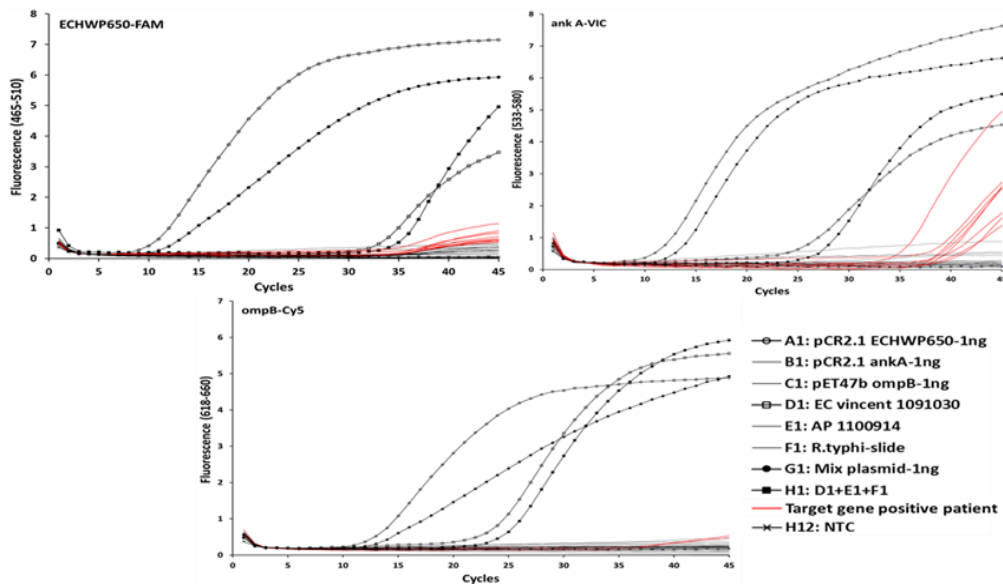 ECHWP650-FAM
8
7
6
5
4
3
2
1
0
Fluorescence (465-510)
0 5 10 15 20 25 30 35 40 45
Cycles
ank A-VIC
8
7
6
5
4
3
2
1
0
Fluorescence (533-580)
0 5 10 15 20 25 30 35 40 45
Cycles
ompB-Cy5
7
6
5
4
3
2
1
0
Fluorescence (618-660)
0 5 10 15 20 25 30 35 40 45
Cycles
A1: pCR2.1 ECHWP650-1ng
B1: pCR2.1 ankA-1ng
C1: pET47b ompB-1ng
D1: EC vincent 1091030
E1: AP 1100914
F1: R.typhi-slide
G1: Mix plasmid-1ng
H1: D1+E1+F1
Target gene positive patient
H12: NTC